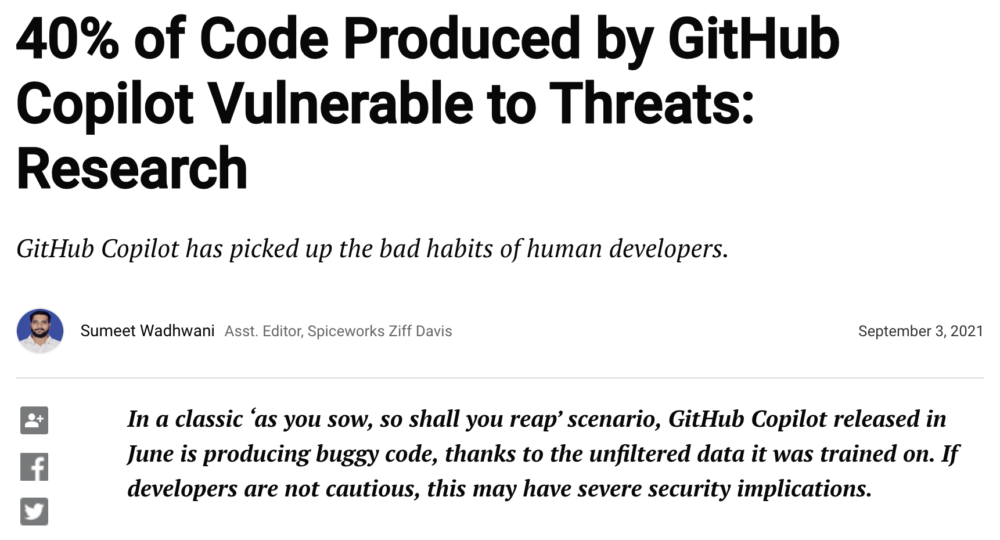 40% of Code Produced by GitHub
Copilot Vulnerable to Threats:
Research
GitHub Copilot has picked up the bad habits of human developers.
Sumeet Wadhwani Asst. Editor, Spiceworks Ziff Davis September 3, 2021
In a classic ‘as you sow, so shall you reap’ scenario, GitHub Copilot released in
June is producing buggy code, thanks to the unfiltered data it was trained on. If
developers are not cautious, this may have severe security implications.